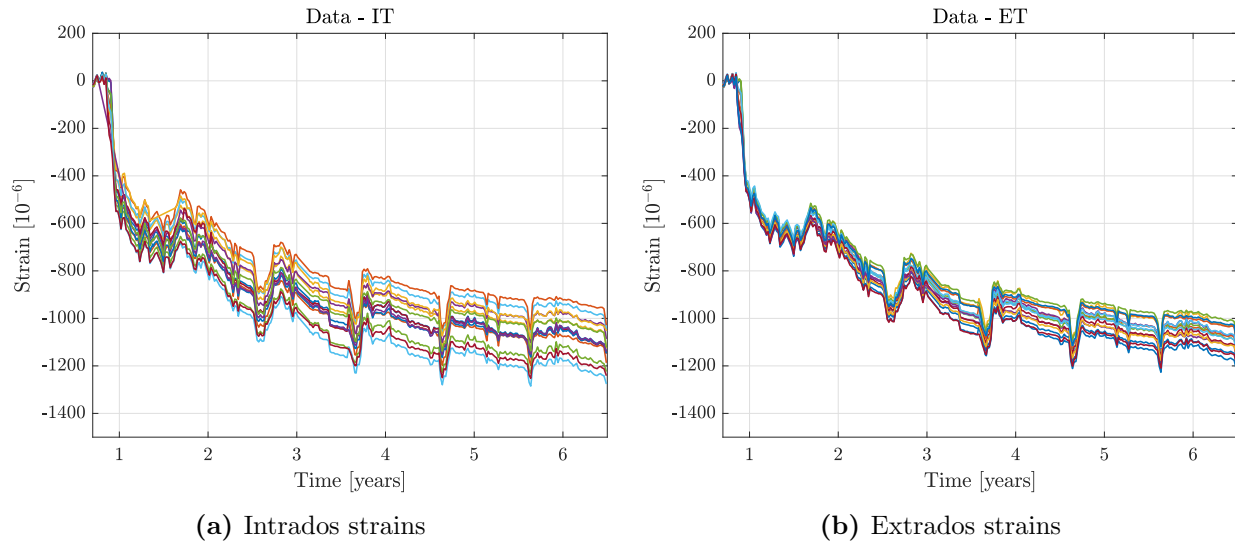 Data - IT
200
0
-200
-400
-600
-800
-1000
-1200
-1400
Strain [10⁻⁶]
1 2 3 4 5 6
Time [years]
(a) Intrados strains
Data - ET
200
0
-200
-400
-600
-800
-1000
-1200
-1400
Strain [10⁻⁶]
1 2 3 4 5 6
Time [years]
(b) Extrados strains